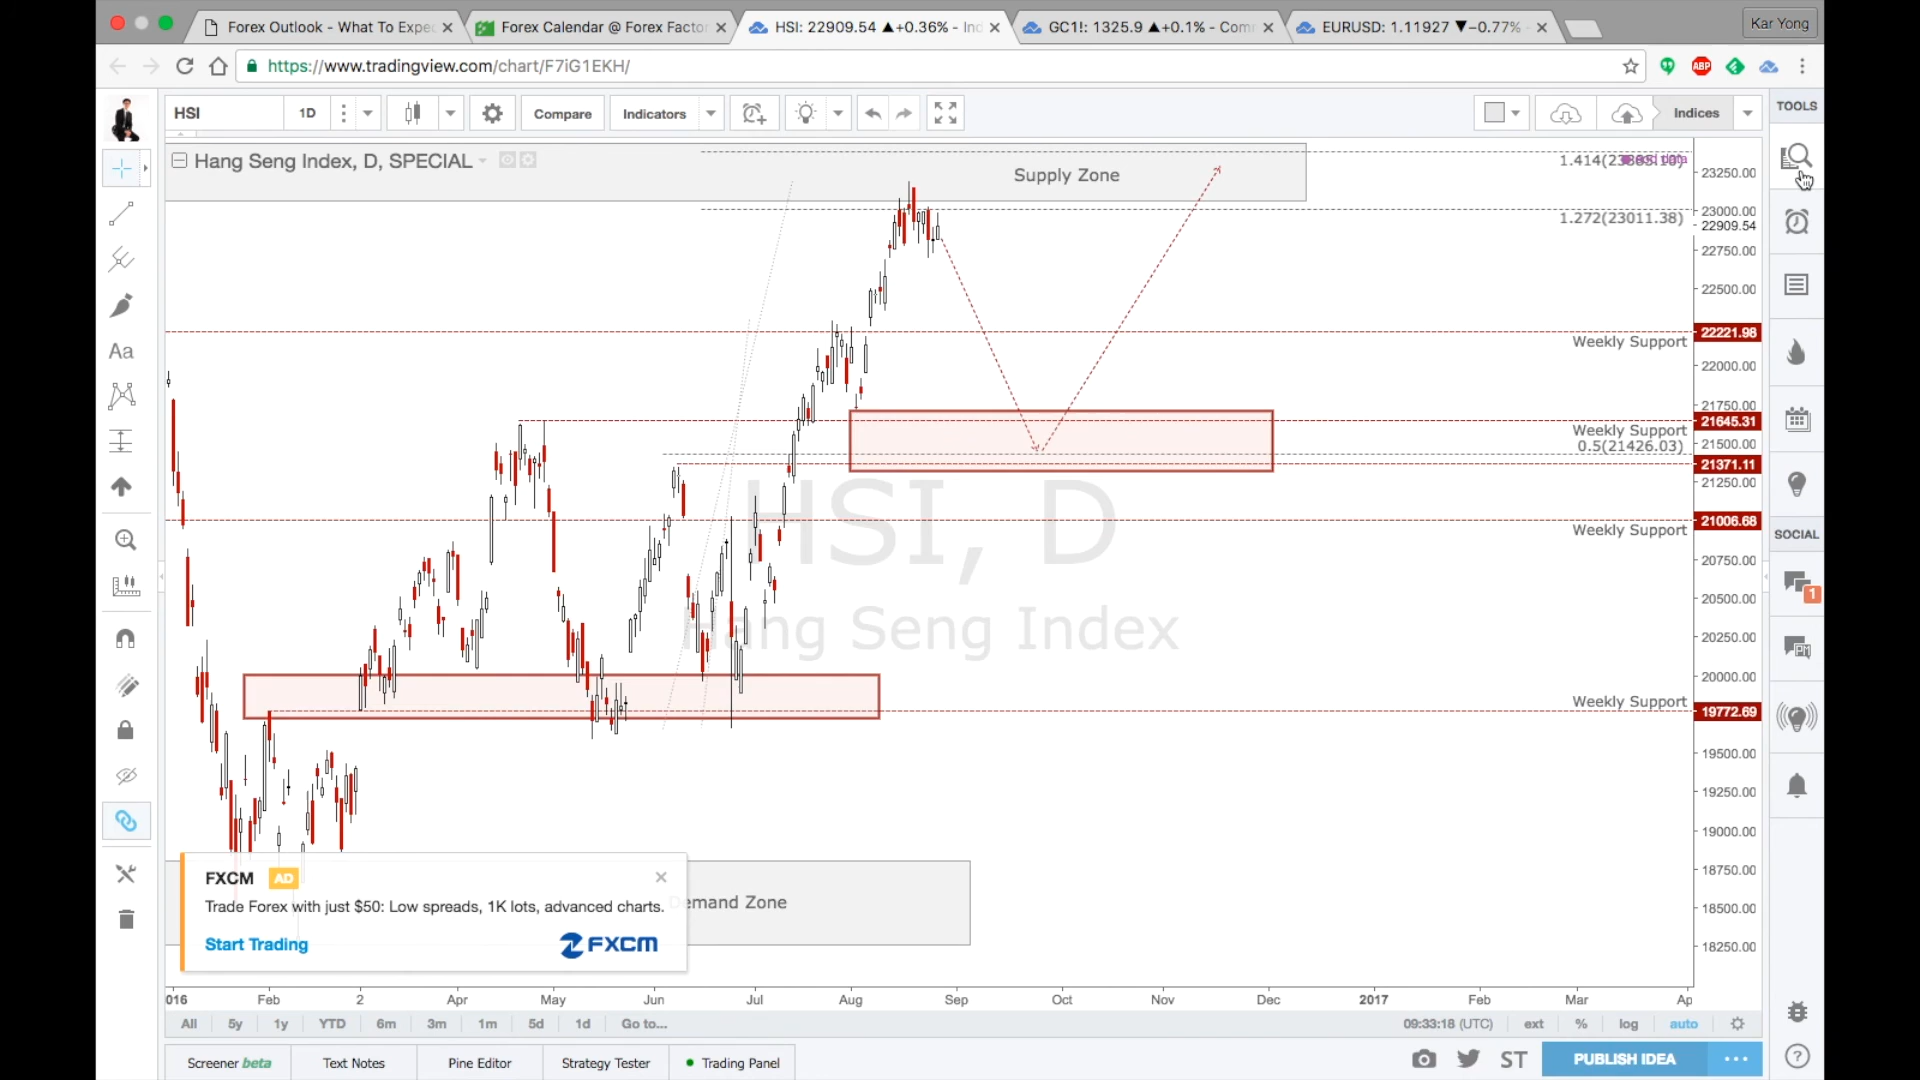 Forex Outlook - What To Expe
Forex Calendar @ Forex Factor
HSI: 22909.54 ▲+0.36% - Ind
GC1!: 1325.9 ▲+0.1% - Com
EURUSD: 1.11927 ▼−0.77% -
Kar Yong
https://www.tradingview.com/chart/F7iG1EKH/
ABP
HSI
1D
Compare
Indicators
Indices
TOOLS
Hang Seng Index, D, SPECIAL
Supply Zone
23250.00
1.272(23011.38)
23000.00
22909.54
22750.00
22500.00
22221.98
Weekly Support
22000.00
21750.00
21645.31
Weekly Support
0.5(21426.03)
21500.00
21371.11
21250.00
21006.68
Weekly Support
HSI, D
Hang Seng Index
20750.00
SOCIAL
1
20500.00
20250.00
20000.00
Weekly Support
19772.69
19500.00
19250.00
19000.00
18750.00
18500.00
18250.00
FXCM AD
Trade Forex with just $50: Low spreads, 1K lots, advanced charts.
Start Trading
FXCM
emand Zone
016 Feb 2 Apr May Jun Jul Aug Sep Oct Nov Dec 2017 Feb Mar Ap
All 5y 1y YTD 6m 3m 1m 5d 1d Go to...
09:33:18 (UTC) ext % log auto
Screener beta
Text Notes
Pine Editor
Strategy Tester
Trading Panel
ST
PUBLISH IDEA
Aa